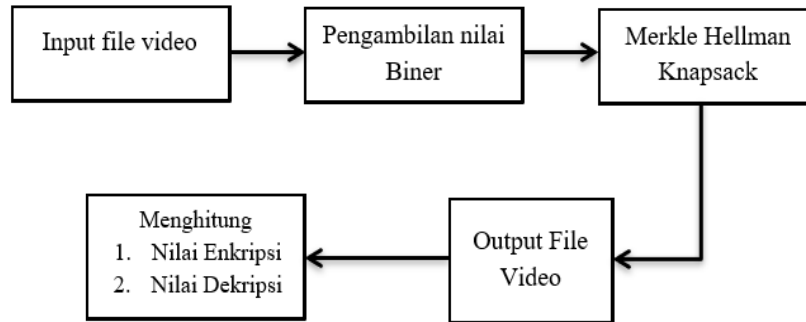 Input file video
Pengambilan nilai
Biner
Merkle Hellman
Knapsack
Output File
Video
Menghitung
1. Nilai Enkripsi
2. Nilai Dekripsi